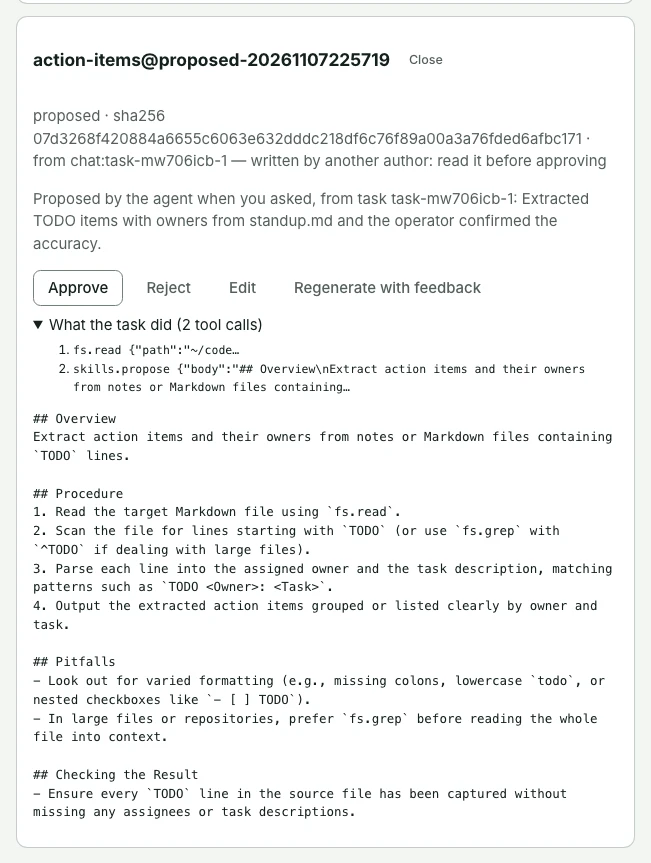 action-items@proposed-20261107225719 Close
proposed · sha256
07d3268f420884a6655c6063e632dddc218df6c76f89a00a3a76fded6afbc171 ·
from chat:task-mw706icb-1 — written by another author: read it before approving
Proposed by the agent when you asked, from task task-mw706icb-1: Extracted
TODO items with owners from standup.md and the operator confirmed the
accuracy.
Approve Reject Edit Regenerate with feedback
▼ What the task did (2 tool calls)
1. fs.read {"path":"~/code…
2. skills.propose {"body":"## Overview\nExtract action items and their owners
from notes or Markdown files containing…
## Overview
Extract action items and their owners from notes or Markdown files containing
`TODO` lines.
## Procedure
1. Read the target Markdown file using `fs.read`.
2. Scan the file for lines starting with `TODO` (or use `fs.grep` with
`^TODO` if dealing with large files).
3. Parse each line into the assigned owner and the task description, matching
patterns such as `TODO <Owner>: <Task>`.
4. Output the extracted action items grouped or listed clearly by owner and
task.
## Pitfalls
- Look out for varied formatting (e.g., missing colons, lowercase `todo`, or
nested checkboxes like `- [ ] TODO`).
- In large files or repositories, prefer `fs.grep` before reading the whole
file into context.
## Checking the Result
- Ensure every `TODO` line in the source file has been captured without
missing any assignees or task descriptions.